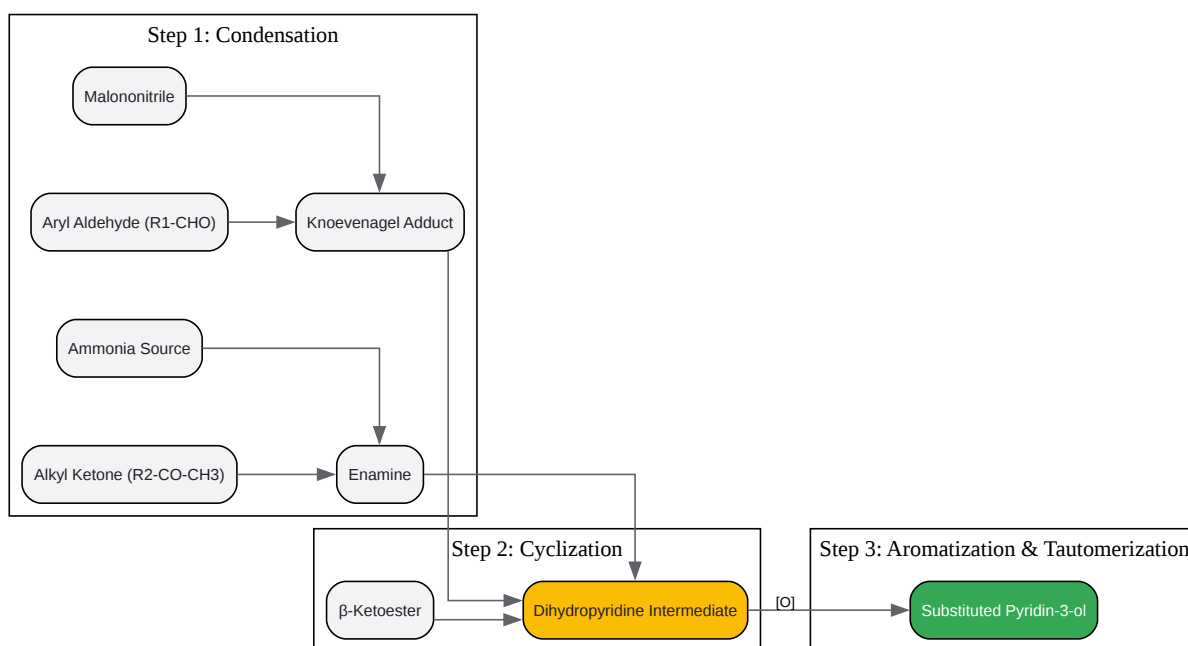 Step 1: Condensation
Malononitrile
Aryl Aldehyde (R1-CHO)
Knoevenagel Adduct
Ammonia Source
Alkyl Ketone (R2-CO-CH3)
Enamine
Step 2: Cyclization
β-Ketoester
Dihydropyridine Intermediate
[O]
Step 3: Aromatization & Tautomerization
Substituted Pyridin-3-ol